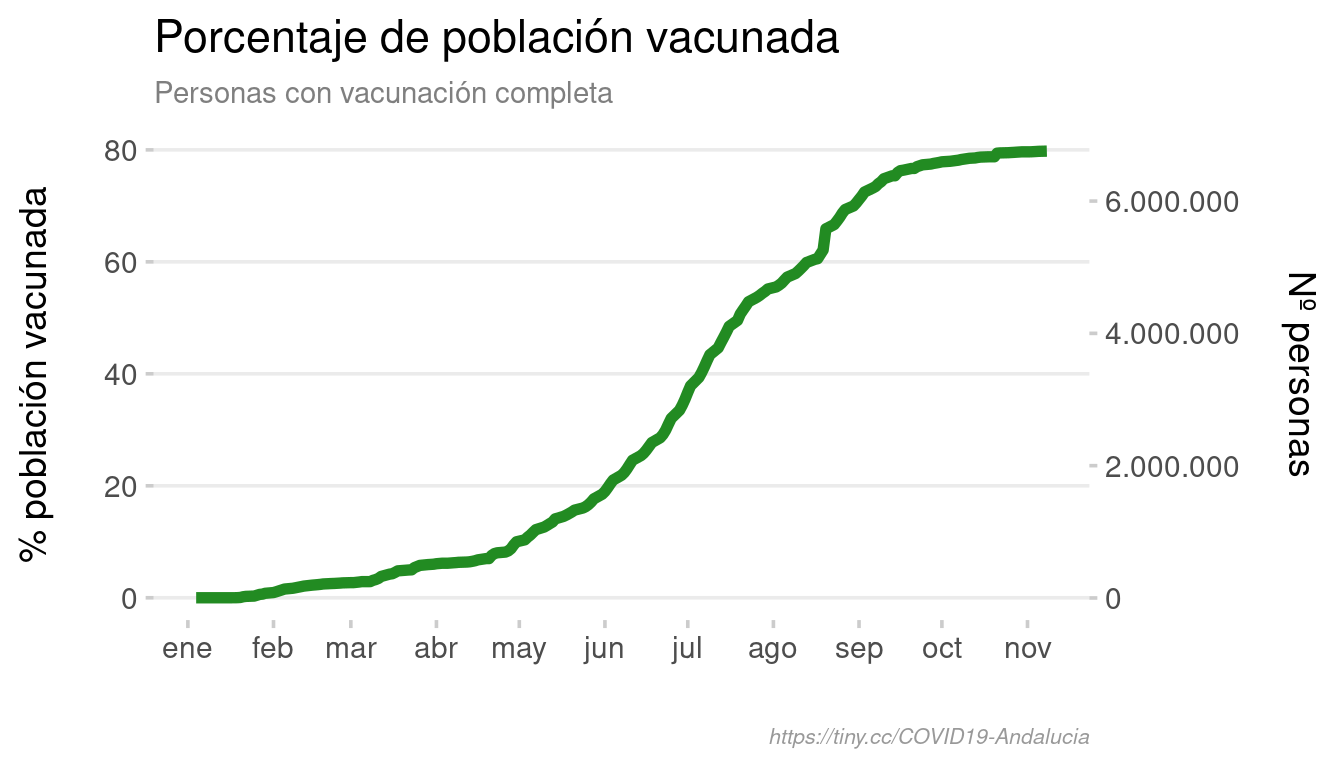 Porcentaje de población vacunada
Personas con vacunación completa
% población vacunada
80
60
40
20
0
6.000.000
4.000.000
2.000.000
0
Nº personas
ene feb mar abr may jun jul ago sep oct nov
https://tiny.cc/COVID19-Andalucia